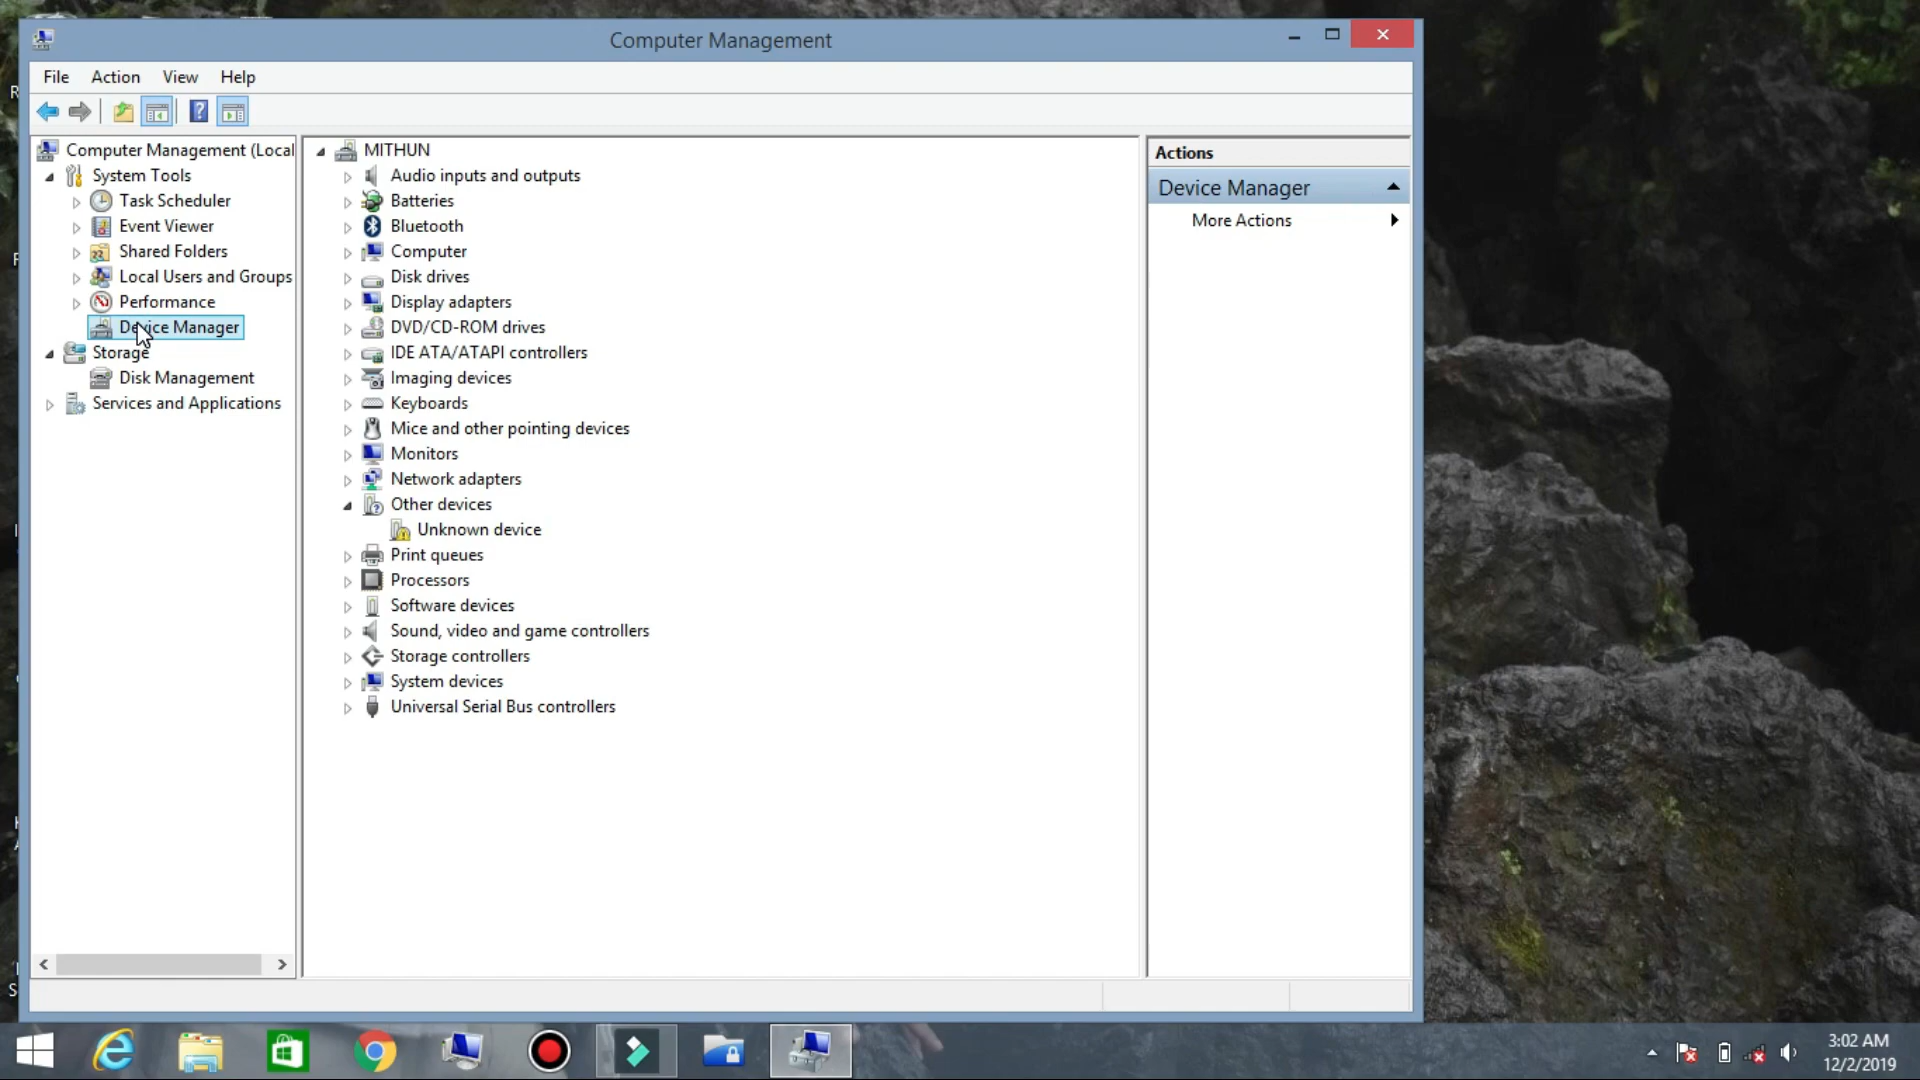 Computer Management
File Action View Help
Computer Management (Local
System Tools
Task Scheduler
Event Viewer
Shared Folders
Local Users and Groups
Performance
Device Manager
Storage
Disk Management
Services and Applications
MITHUN
Audio inputs and outputs
Batteries
Bluetooth
Computer
Disk drives
Display adapters
DVD/CD-ROM drives
IDE ATA/ATAPI controllers
Imaging devices
Keyboards
Mice and other pointing devices
Monitors
Network adapters
Other devices
Unknown device
Print queues
Processors
Software devices
Sound, video and game controllers
Storage controllers
System devices
Universal Serial Bus controllers
Actions
Device Manager
More Actions
3:02 AM
12/2/2019